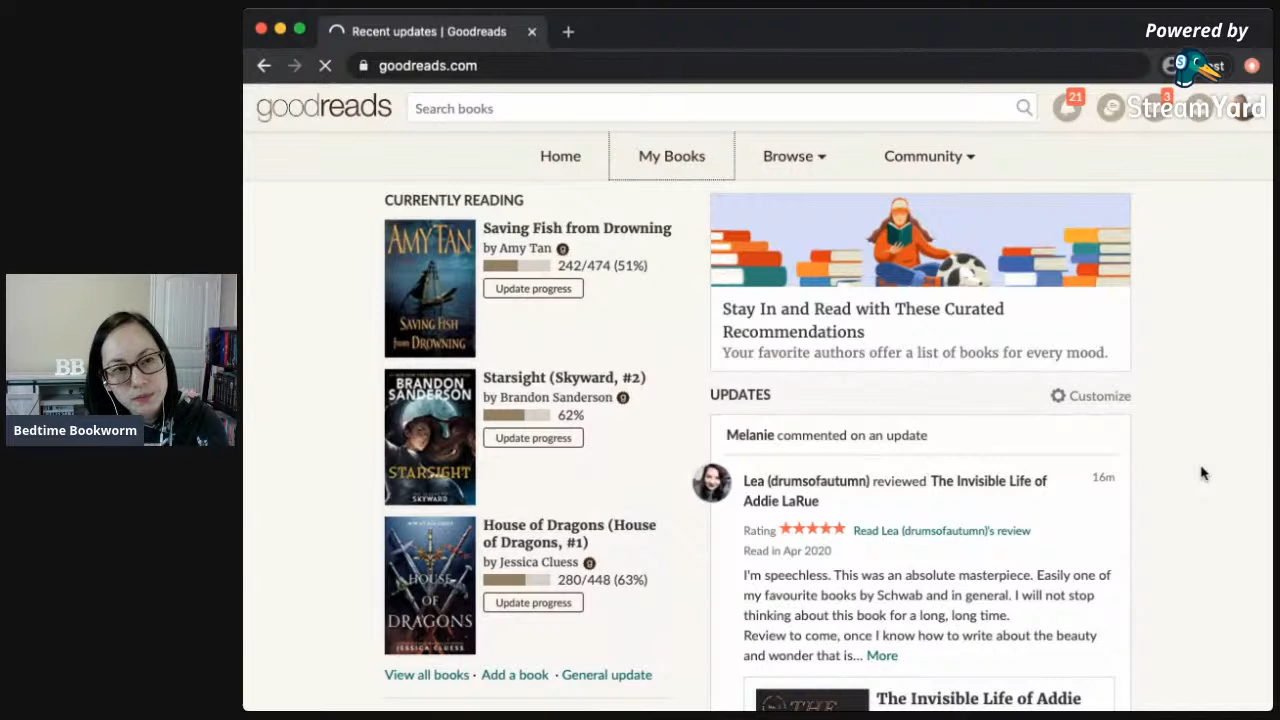 Recent updates | Goodreads
Powered by
goodreads.com
StreamYard
goodreads
Search books
21
3
Home
My Books
Browse
Community
CURRENTLY READING
AMY TAN
SAVING FISH
from DROWNING
Saving Fish from Drowning
by Amy Tan
242/474 (51%)
Update progress
BRANDON
SANDERSON
STARSIGHT
SKYWARD
Starsight (Skyward, #2)
by Brandon Sanderson
62%
Update progress
HOUSE
OF
DRAGONS
JESSICA CLUESS
House of Dragons (House
of Dragons, #1)
by Jessica Cluess
280/448 (63%)
Update progress
View all books · Add a book · General update
Stay In and Read with These Curated
Recommendations
Your favorite authors offer a list of books for every mood.
UPDATES
Customize
Melanie commented on an update
Lea (drumsofautumn) reviewed The Invisible Life of
Addie LaRue
16m
Rating
Read Lea (drumsofautumn)'s review
Read in Apr 2020
I'm speechless. This was an absolute masterpiece. Easily one of
my favourite books by Schwab and in general. I will not stop
thinking about this book for a long, long time.
Review to come, once I know how to write about the beauty
and wonder that is... More
THE
The Invisible Life of Addie
BB
Bedtime Bookworm